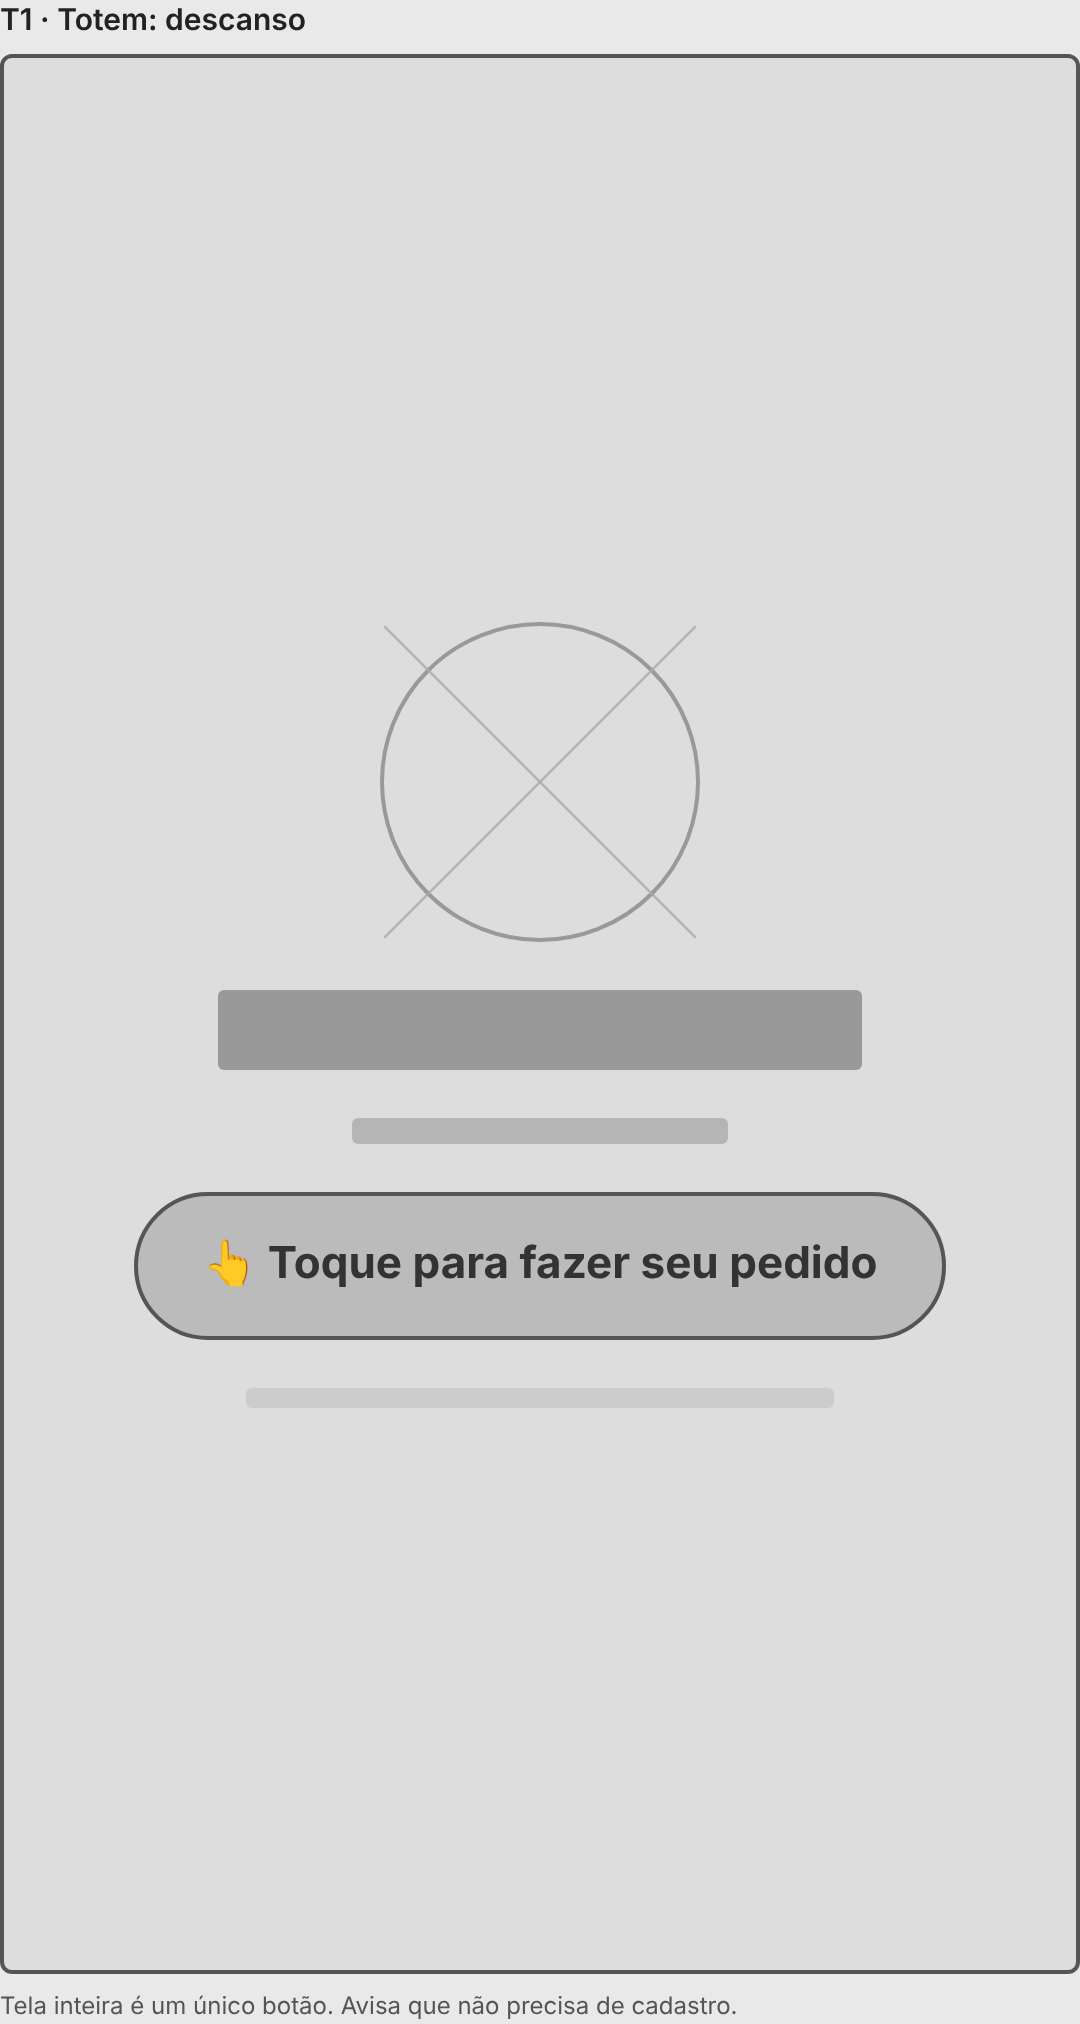 T1 · Totem: descanso
👆 Toque para fazer seu pedido
Tela inteira é um único botão. Avisa que não precisa de cadastro.